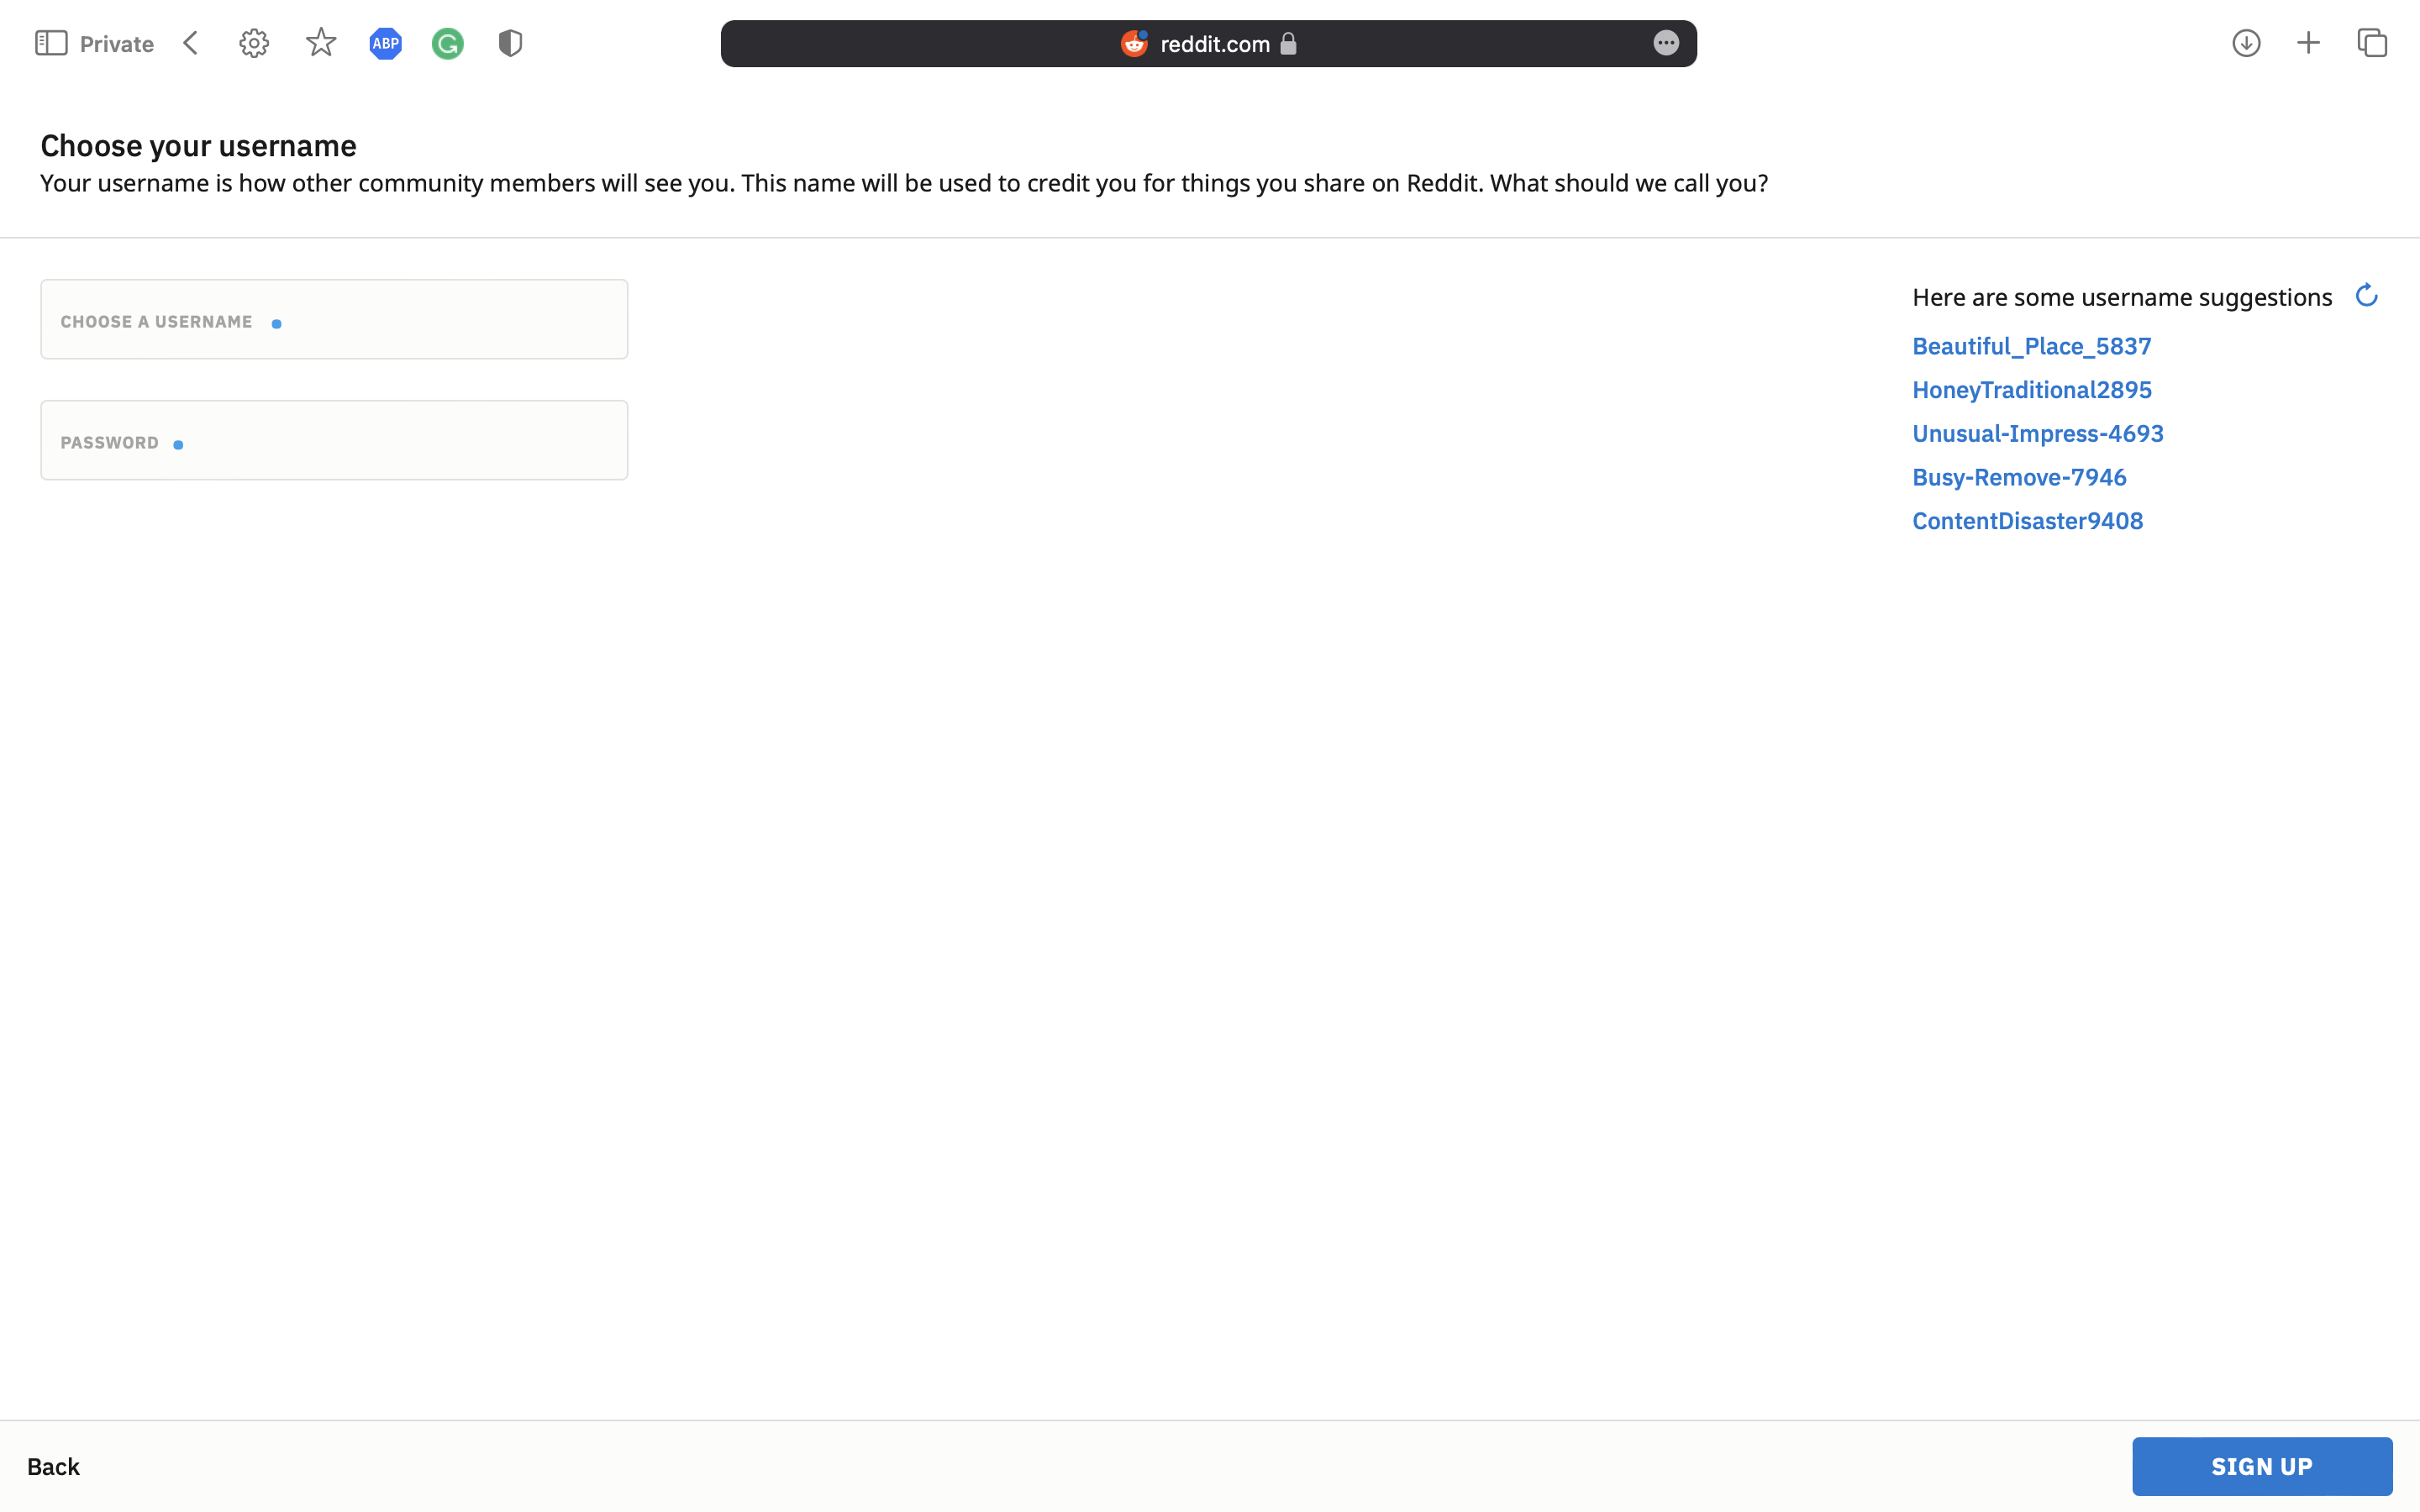 Private
ABP
reddit.com
Choose your username
Your username is how other community members will see you. This name will be used to credit you for things you share on Reddit. What should we call you?
CHOOSE A USERNAME
PASSWORD
Here are some username suggestions
Beautiful_Place_5837
HoneyTraditional2895
Unusual-Impress-4693
Busy-Remove-7946
ContentDisaster9408
Back
SIGN UP